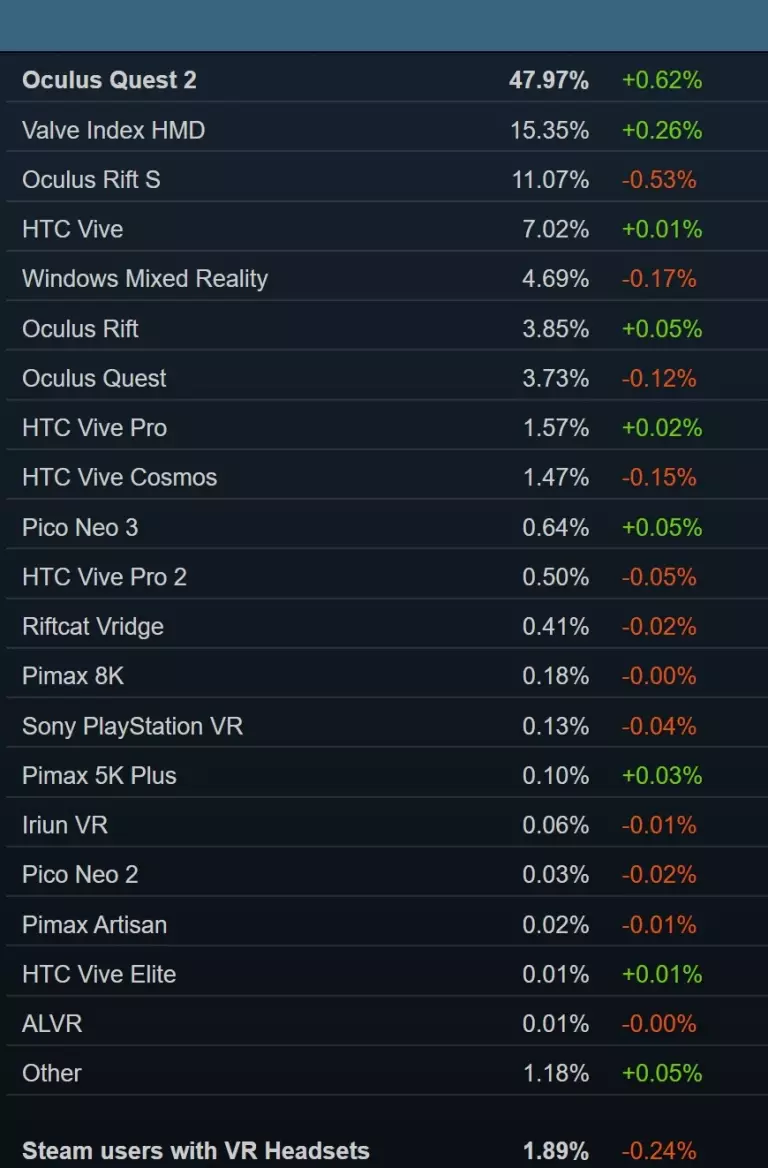 Oculus Quest 2 47.97% +0.62%
Valve Index HMD 15.35% +0.26%
Oculus Rift S 11.07% -0.53%
HTC Vive 7.02% +0.01%
Windows Mixed Reality 4.69% -0.17%
Oculus Rift 3.85% +0.05%
Oculus Quest 3.73% -0.12%
HTC Vive Pro 1.57% +0.02%
HTC Vive Cosmos 1.47% -0.15%
Pico Neo 3 0.64% +0.05%
HTC Vive Pro 2 0.50% -0.05%
Riftcat Vridge 0.41% -0.02%
Pimax 8K 0.18% -0.00%
Sony PlayStation VR 0.13% -0.04%
Pimax 5K Plus 0.10% +0.03%
Iriun VR 0.06% -0.01%
Pico Neo 2 0.03% -0.02%
Pimax Artisan 0.02% -0.01%
HTC Vive Elite 0.01% +0.01%
ALVR 0.01% -0.00%
Other 1.18% +0.05%
Steam users with VR Headsets 1.89% -0.24%